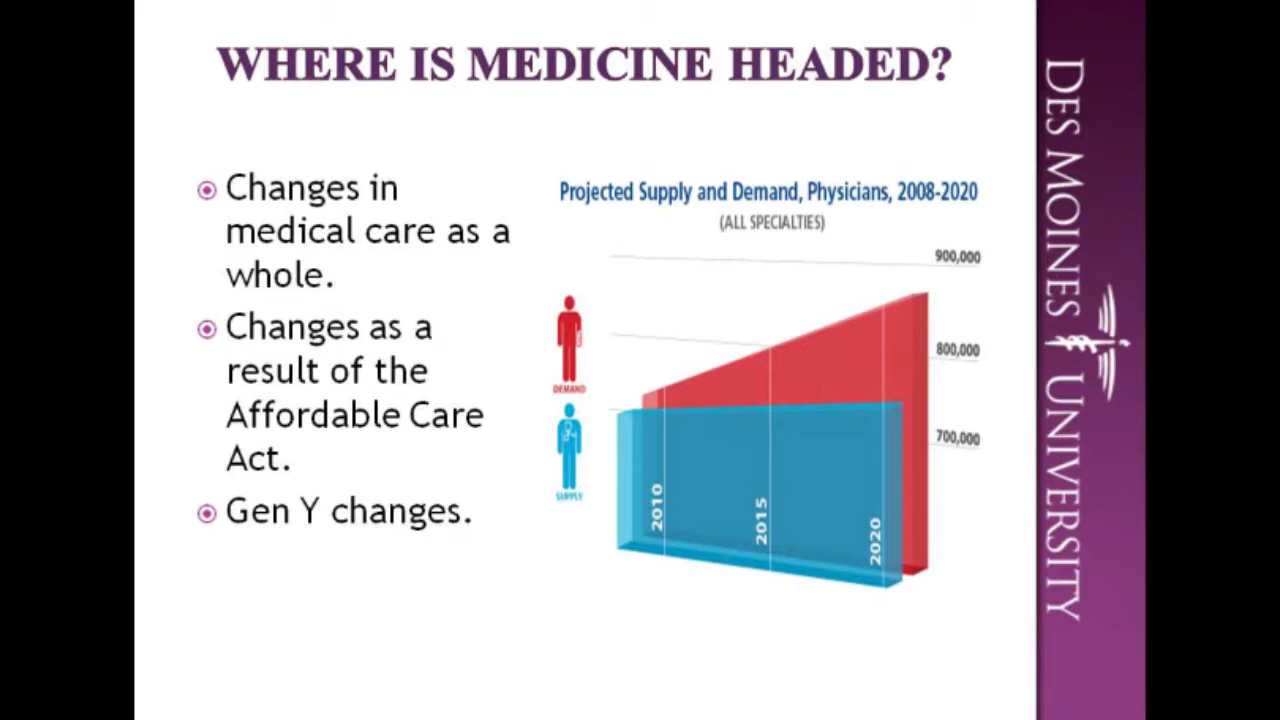 WHERE IS MEDICINE HEADED?
Changes in
medical care as a
whole.
Changes as a
result of the
Affordable Care
Act.
Gen Y changes.
Projected Supply and Demand, Physicians, 2008-2020
(ALL SPECIALTIES)
900,000
800,000
700,000
DEMAND
SUPPLY
2010
2015
2020
DES MOINES UNIVERSITY